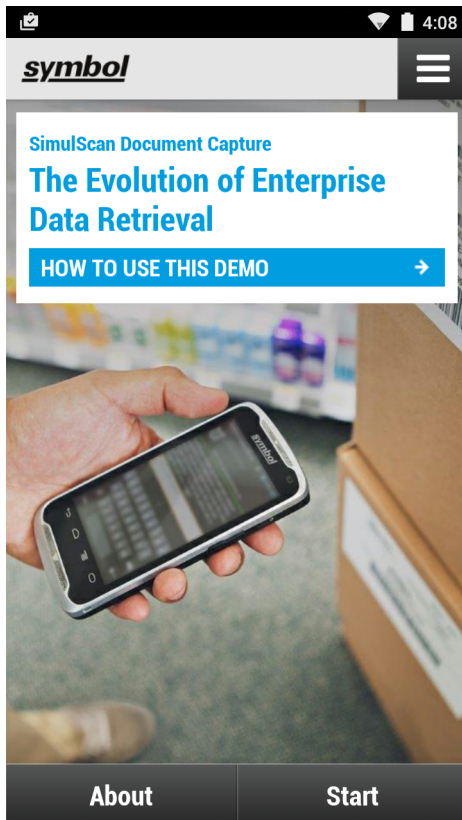 4:08
symbol
SimulScan Document Capture
The Evolution of Enterprise
Data Retrieval
HOW TO USE THIS DEMO
symbol
About
Start